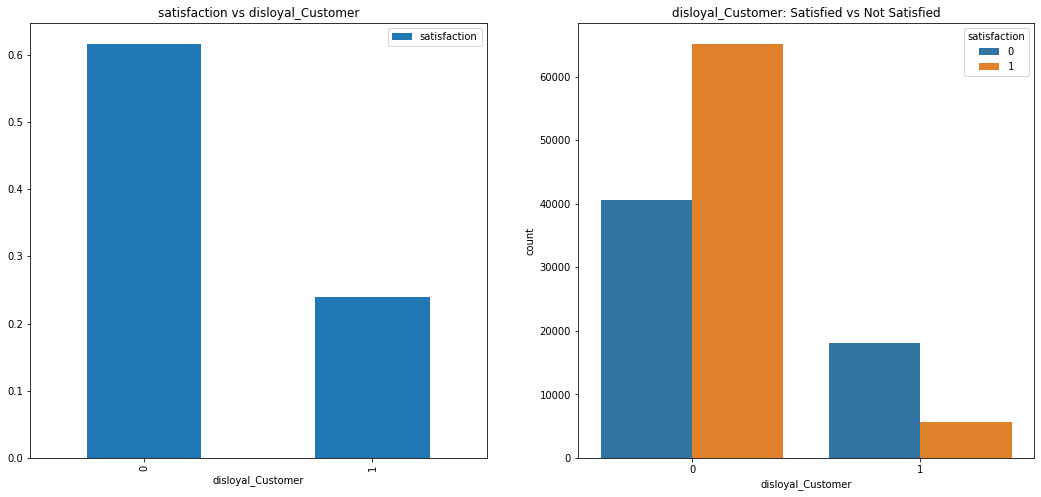 satisfaction vs disloyal_Customer
satisfaction
0.6
0.5
0.4
0.3
0.2
0.1
0.0
0
1
disloyal_Customer
disloyal_Customer: Satisfied vs Not Satisfied
satisfaction
0
1
60000
50000
40000
30000
20000
10000
0
count
0
1
disloyal_Customer